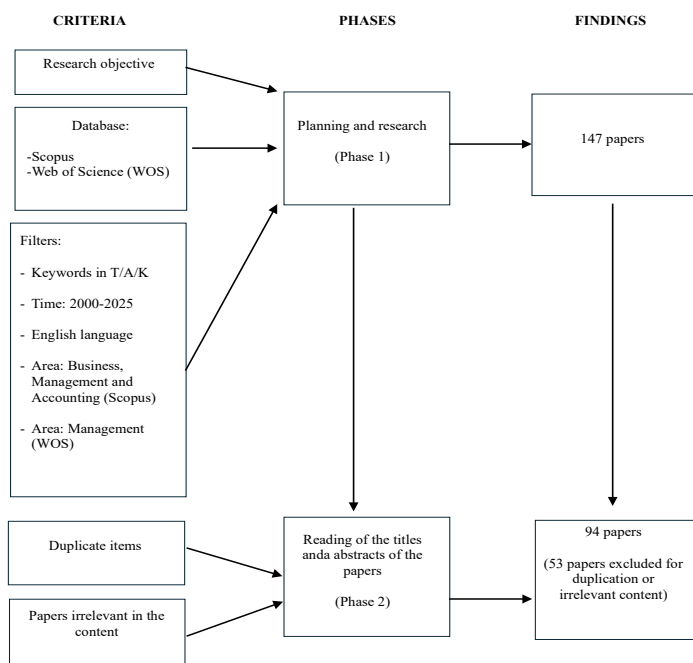 CRITERIA
PHASES
FINDINGS
Research objective
Database:
-Scopus
-Web of Science (WOS)
Filters:
- Keywords in T/A/K
- Time: 2000-2025
- English language
- Area: Business,
Management and
Accounting (Scopus)
- Area: Management
(WOS)
Planning and research
(Phase 1)
147 papers
Duplicate items
Papers irrelevant in the
content
Reading of the titles
anda abstracts of the
papers
(Phase 2)
94 papers
(53 papers excluded for
duplication or
irrelevant content)